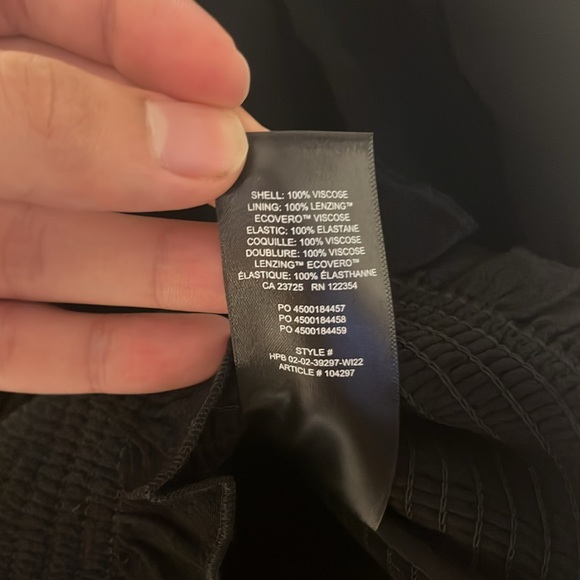 SHELL: 100% VISCOSE
LINING: 100% LENZING™
ECOVERO™ VISCOSE
ELASTIC: 100% ELASTANE
COQUILLE: 100% VISCOSE
DOUBLURE: 100% VISCOSE
LENZING™ ECOVERO™
ÉLASTIQUE: 100% ÉLASTHANNE
CA 23725 RN 122354
PO 4500184457
PO 4500184458
PO 4500184459
STYLE #
HPB 02-02-39297-WI22
ARTICLE # 104297